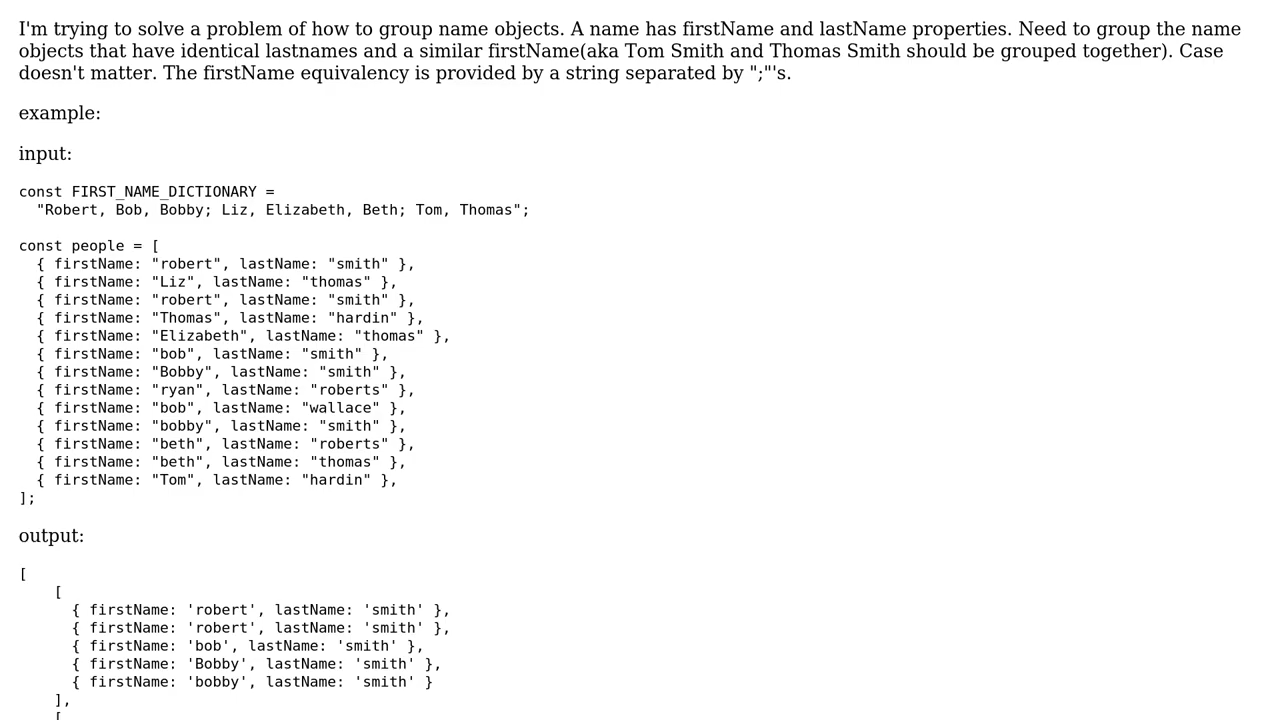 I'm trying to solve a problem of how to group name objects. A name has firstName and lastName properties. Need to group the name
objects that have identical lastnames and a similar firstName(aka Tom Smith and Thomas Smith should be grouped together). Case
doesn't matter. The firstName equivalency is provided by a string separated by ";"'s.
example:
input:
const FIRST_NAME_DICTIONARY =
  "Robert, Bob, Bobby; Liz, Elizabeth, Beth; Tom, Thomas";
const people = [
  { firstName: "robert", lastName: "smith" },
  { firstName: "Liz", lastName: "thomas" },
  { firstName: "robert", lastName: "smith" },
  { firstName: "Thomas", lastName: "hardin" },
  { firstName: "Elizabeth", lastName: "thomas" },
  { firstName: "bob", lastName: "smith" },
  { firstName: "Bobby", lastName: "smith" },
  { firstName: "ryan", lastName: "roberts" },
  { firstName: "bob", lastName: "wallace" },
  { firstName: "bobby", lastName: "smith" },
  { firstName: "beth", lastName: "roberts" },
  { firstName: "beth", lastName: "thomas" },
  { firstName: "Tom", lastName: "hardin" },
];
output:
[
    [
      { firstName: 'robert', lastName: 'smith' },
      { firstName: 'robert', lastName: 'smith' },
      { firstName: 'bob', lastName: 'smith' },
      { firstName: 'Bobby', lastName: 'smith' },
      { firstName: 'bobby', lastName: 'smith' }
    ],
    [